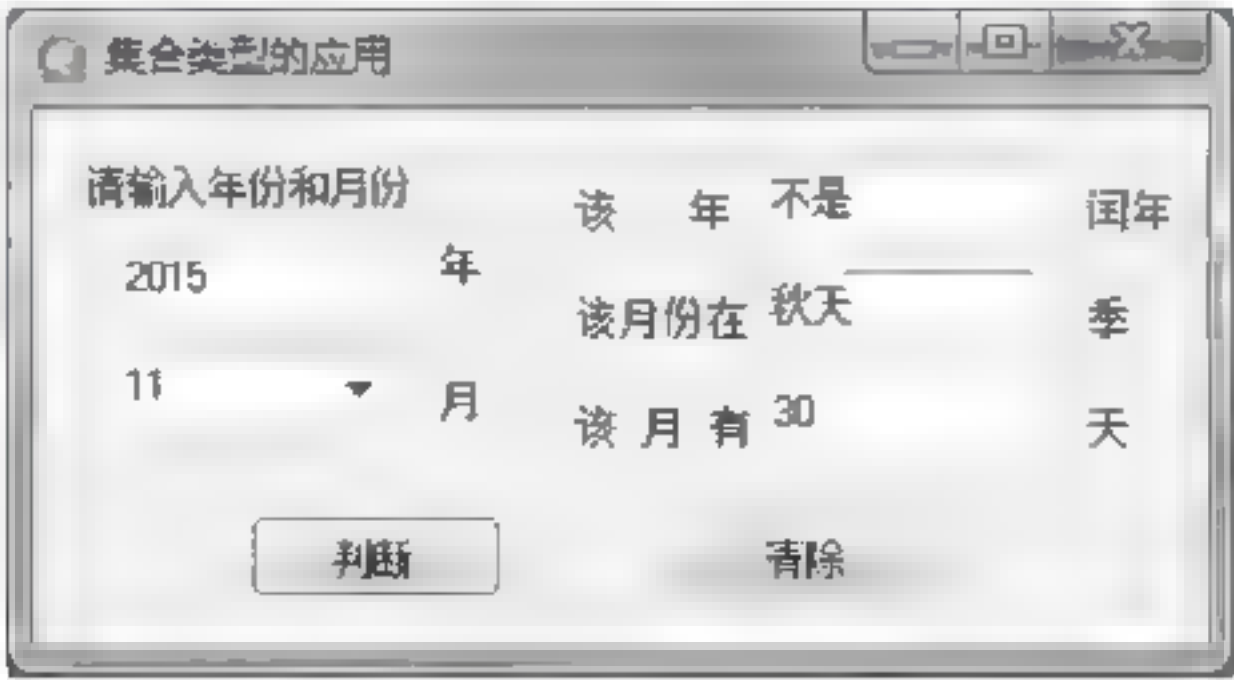 集合类型的应用
请输入年份和月份
2015 年
11 月
该 年 不是 闰年
该月份在 秋天 季
该 月 有 30 天
判断 清除